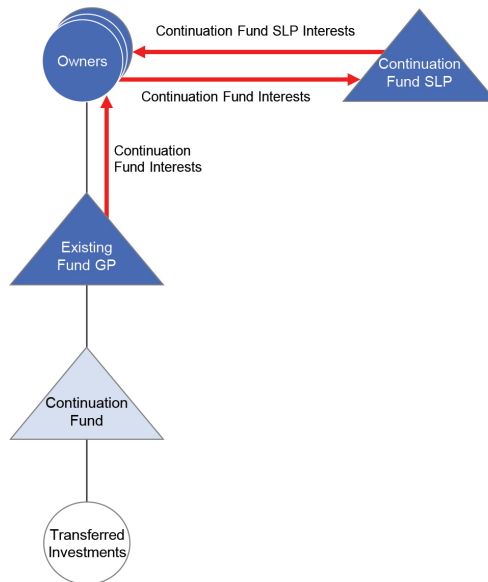 Continuation Fund SLP Interests
Owners
Continuation
Fund SLP
Continuation Fund Interests
Continuation
Fund Interests
Existing
Fund GP
Continuation
Fund
Transferred
Investments